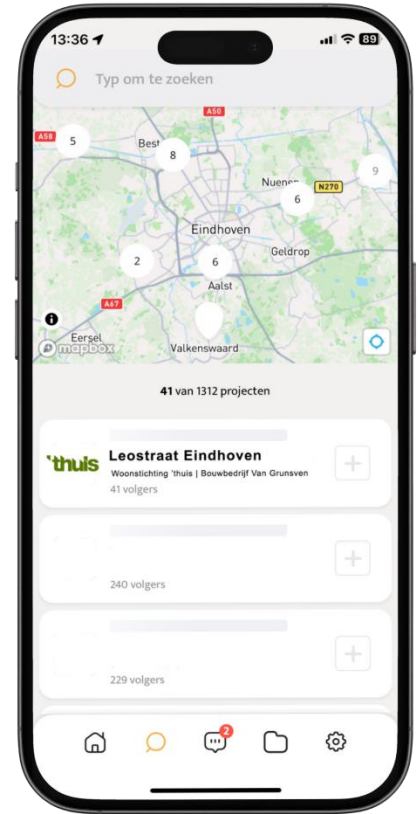 13:36
89
Typ om te zoeken
A50
A58
5
Best
8
9
Nuenen
N270
6
Eindhoven
2
6
Geldrop
Aalst
A67
Eersel
mapbox
Valkenswaard
41 van 1312 projecten
'thuis
Leostraat Eindhoven
Woonstichting 'thuis | Bouwbedrijf Van Grunsven
41 volgers
240 volgers
229 volgers
2